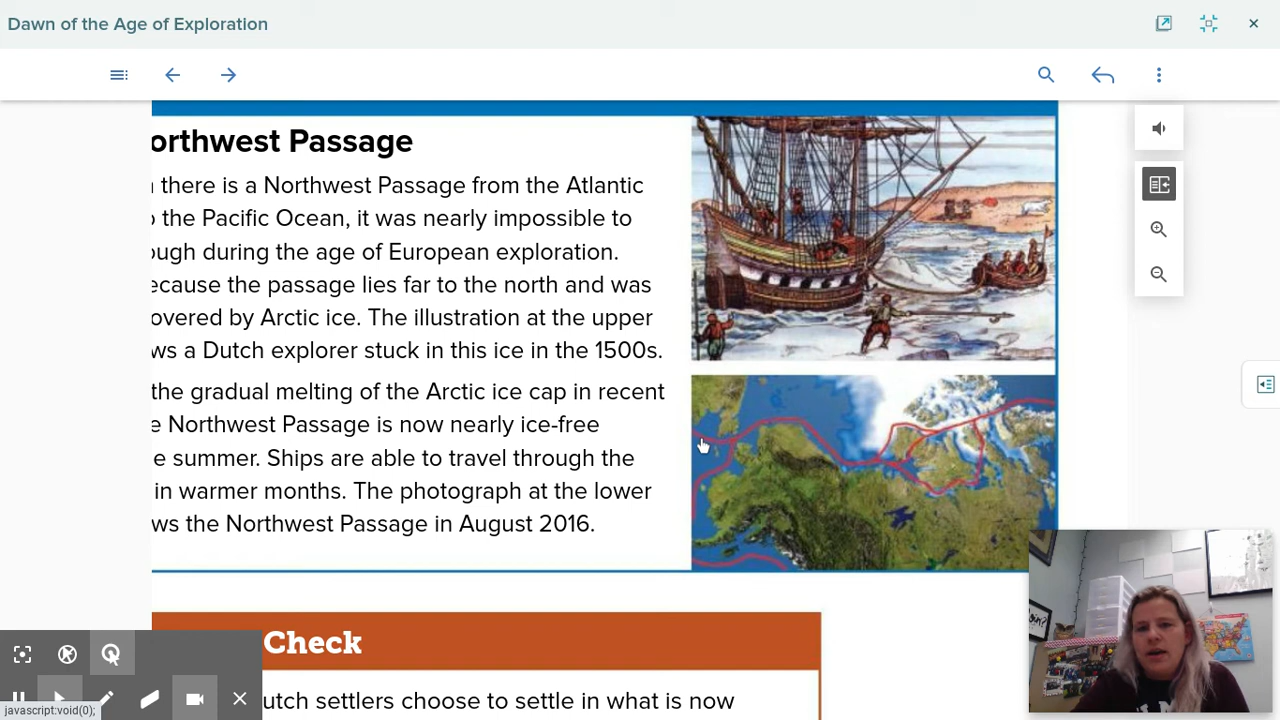 Dawn of the Age of Exploration
orthwest Passage
there is a Northwest Passage from the Atlantic
the Pacific Ocean, it was nearly impossible to
ough during the age of European exploration.
ecause the passage lies far to the north and was
overed by Arctic ice. The illustration at the upper
ws a Dutch explorer stuck in this ice in the 1500s.
the gradual melting of the Arctic ice cap in recent
e Northwest Passage is now nearly ice-free
e summer. Ships are able to travel through the
in warmer months. The photograph at the lower
ws the Northwest Passage in August 2016.
Check
utch settlers choose to settle in what is now
javascript:void(0);